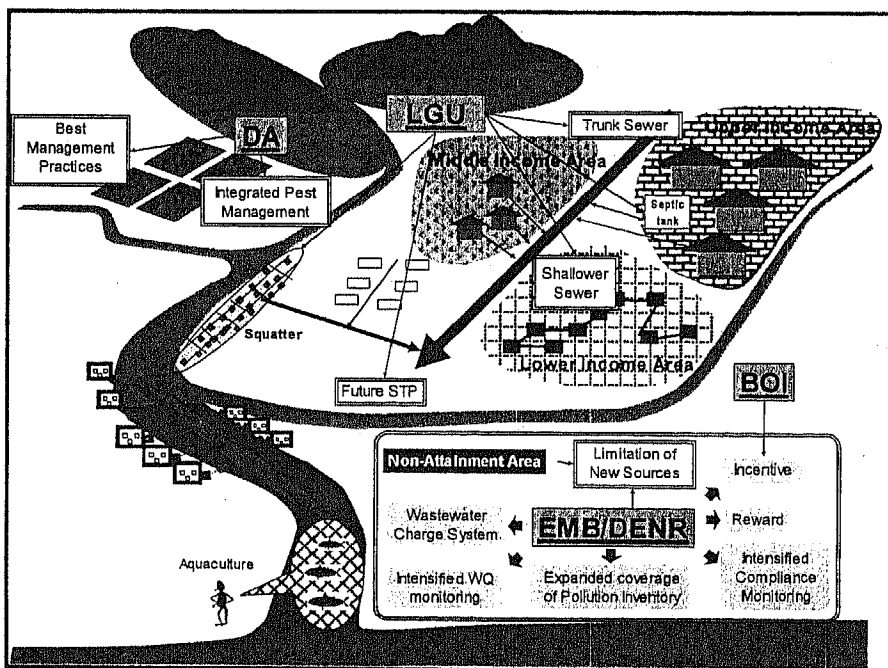 Best
Management
Practices
DA
Integrated Pest
Management
LGU
Trunk Sewer
Upper Income Area
Middle Income Area
Septic
tank
Shallower
Sewer
Squatter
Lower Income Area
Future STP
BOI
Non-Attainment Area
Limitation of
New Sources
Incentive
Wastewater
Charge System
EMB/DENR
Reward
Intensified WQ
monitoring
Expanded coverage
of Pollution Inventory
Intensified
Compliance
Monitoring
Aquaculture